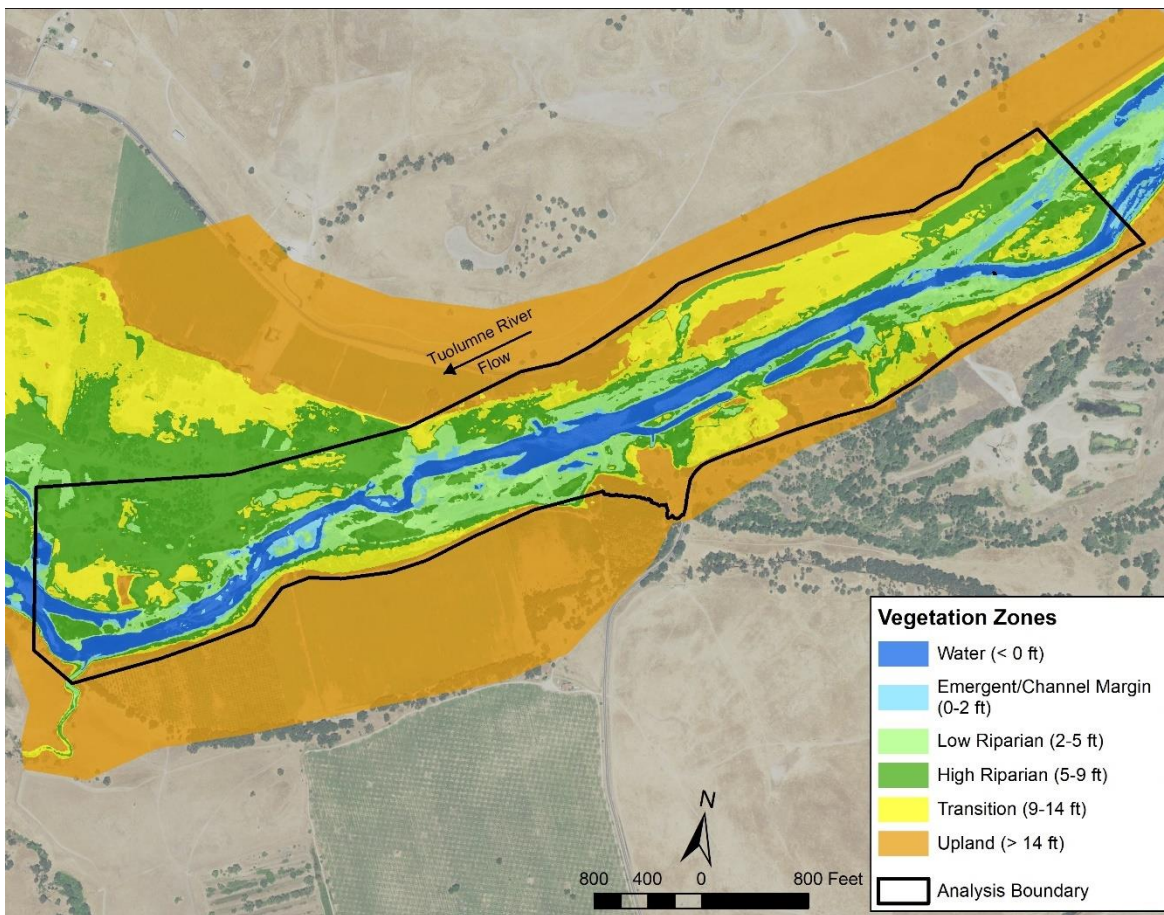 Tuolumne River
Flow
Vegetation Zones
Water (< 0 ft)
Emergent/Channel Margin
(0-2 ft)
Low Riparian (2-5 ft)
High Riparian (5-9 ft)
Transition (9-14 ft)
Upland (> 14 ft)
Analysis Boundary
N
800 400 0 800 Feet